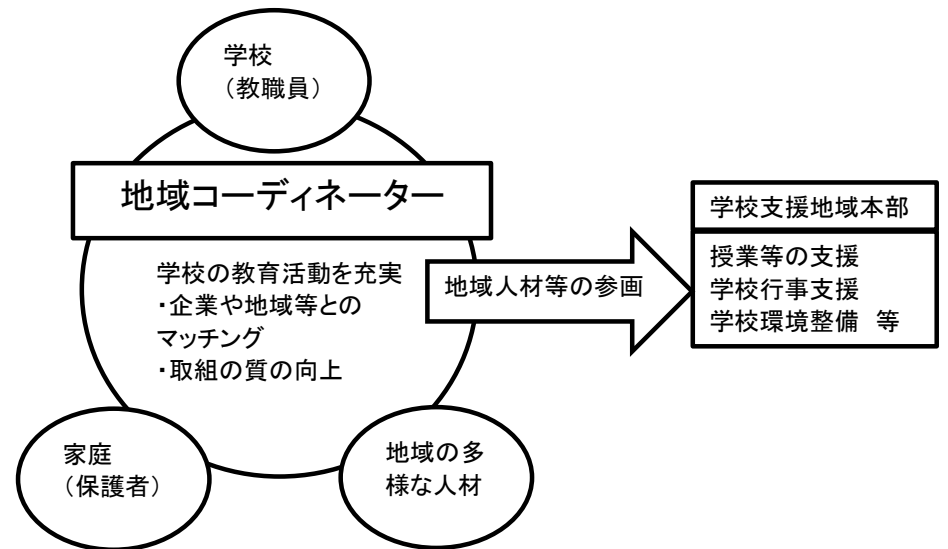 学校
（教職員）
地域コーディネーター
学校の教育活動を充実
・企業や地域等との
マッチング
・取組の質の向上
地域人材等の参画
学校支援地域本部
授業等の支援
学校行事支援
学校環境整備　等
家庭
（保護者）
地域の多
様な人材